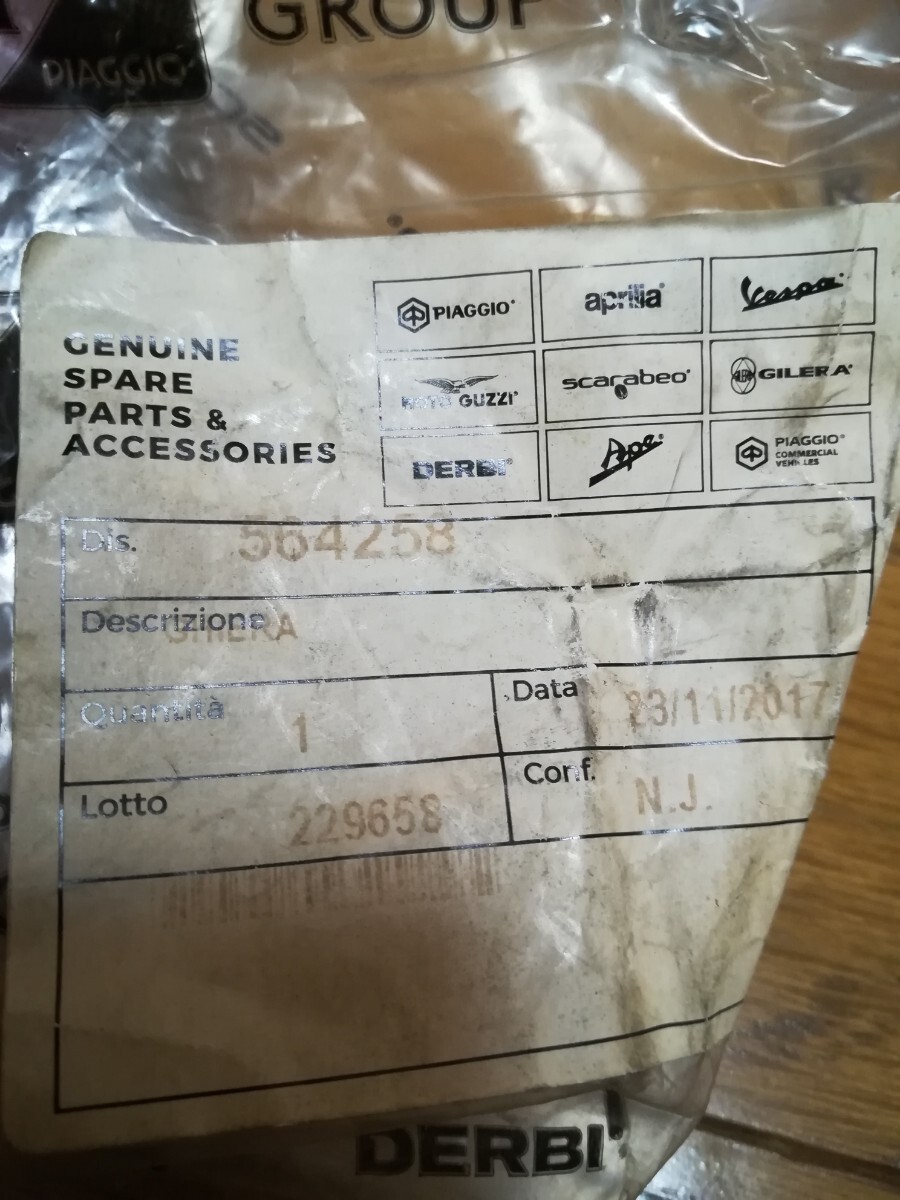 GROUP
PIAGGIO
GENUINE
SPARE
PARTS &
ACCESSORIES
PIAGGIO
aprilia
Vespa
MOTO GUZZI
scarabeo
GILERA
DERBI
Ape
PIAGGIO
COMMERCIAL
VEHICLES
Dis. 564258
Descrizione
Quantità 1
Data 23/11/2017
Lotto 229658
Conf. N.J.
DERBI